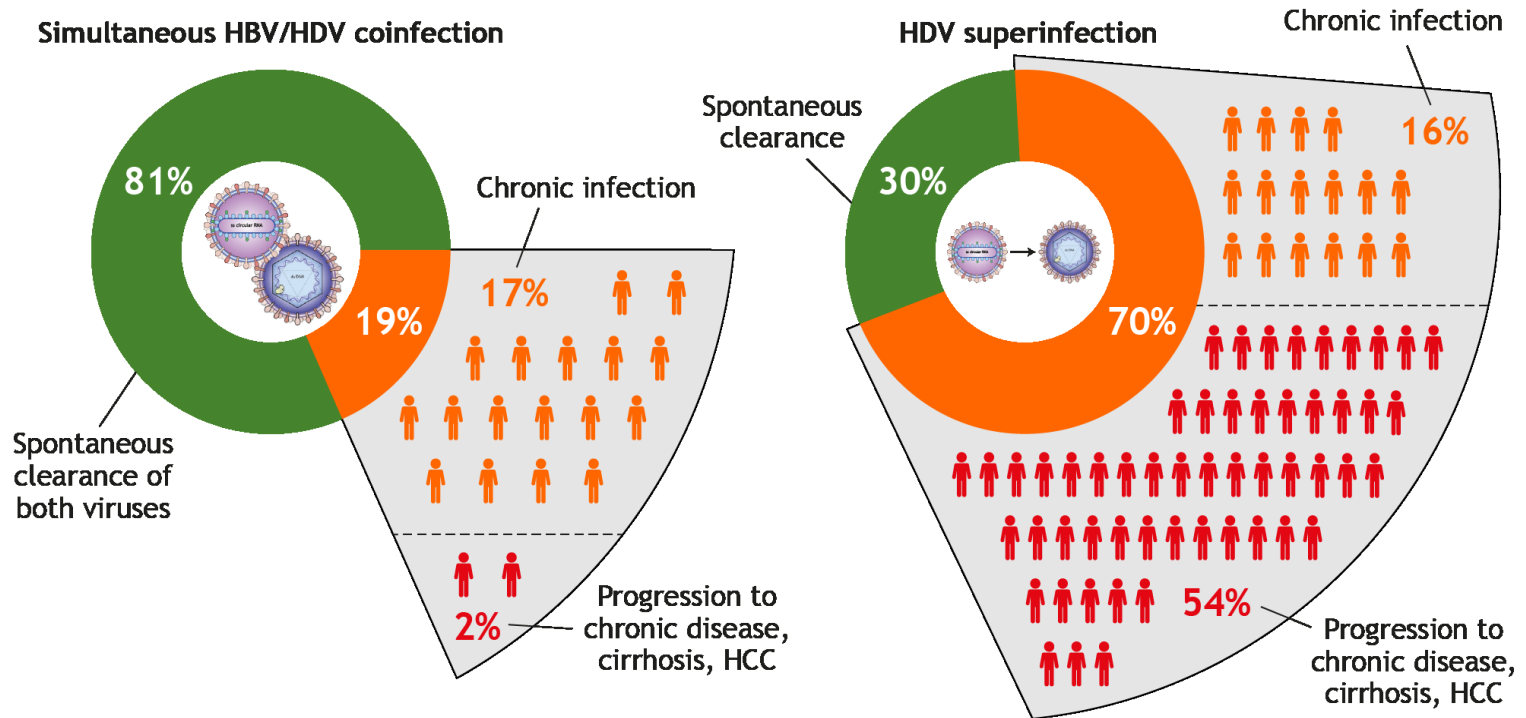 Simultaneous HBV/HDV coinfection
81%
19%
Chronic infection
17%
Spontaneous
clearance of
both viruses
2%
Progression to
chronic disease,
cirrhosis, HCC
HDV superinfection
Spontaneous
clearance
30%
70%
Chronic infection
16%
54%
Progression to
chronic disease,
cirrhosis, HCC